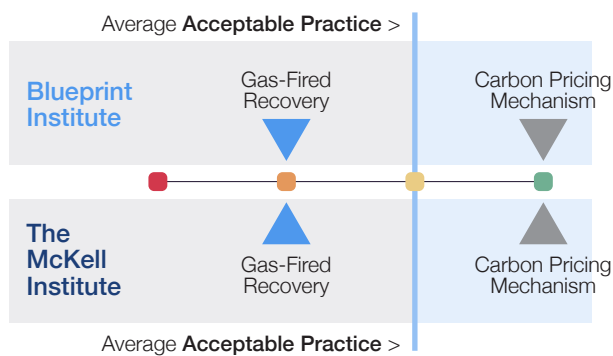 Average Acceptable Practice >
Blueprint
Institute
Gas-Fired
Recovery
Carbon Pricing
Mechanism
The
McKell
Institute
Gas-Fired
Recovery
Carbon Pricing
Mechanism
Average Acceptable Practice >